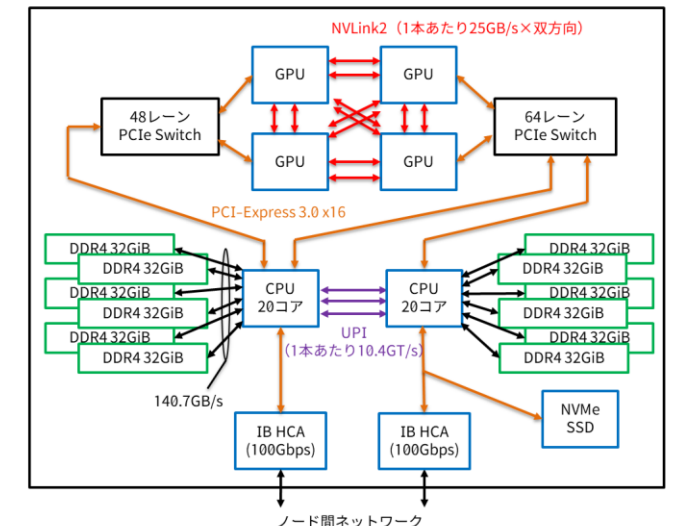 NVLink2（1本あたり25GB/s×双方向）
GPU
GPU
48レーン
PCIe Switch
64レーン
PCIe Switch
GPU
GPU
PCI-Express 3.0 x16
DDR4 32GiB
DDR4 32GiB
DDR4 32GiB
DDR4 32GiB
DDR4 32GiB
DDR4 32GiB
CPU
20コア
CPU
20コア
DDR4 32GiB
DDR4 32GiB
DDR4 32GiB
DDR4 32GiB
DDR4 32GiB
DDR4 32GiB
UPI
（1本あたり10.4GT/s）
140.7GB/s
IB HCA
(100Gbps)
IB HCA
(100Gbps)
NVMe
SSD
ノード間ネットワーク